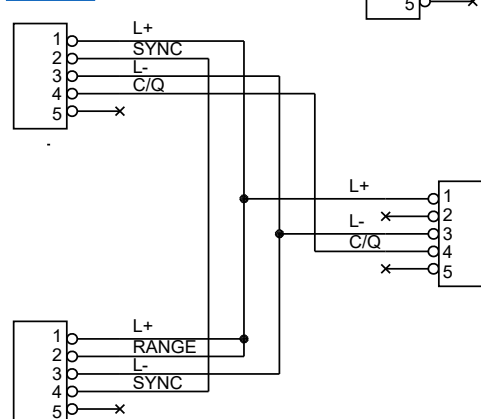 5
1 L+
2 SYNC
3 L-
4 C/Q
5
L+ 1
2
L- 3
C/Q 4
5
1 L+
2 RANGE
3 L-
4 SYNC
5